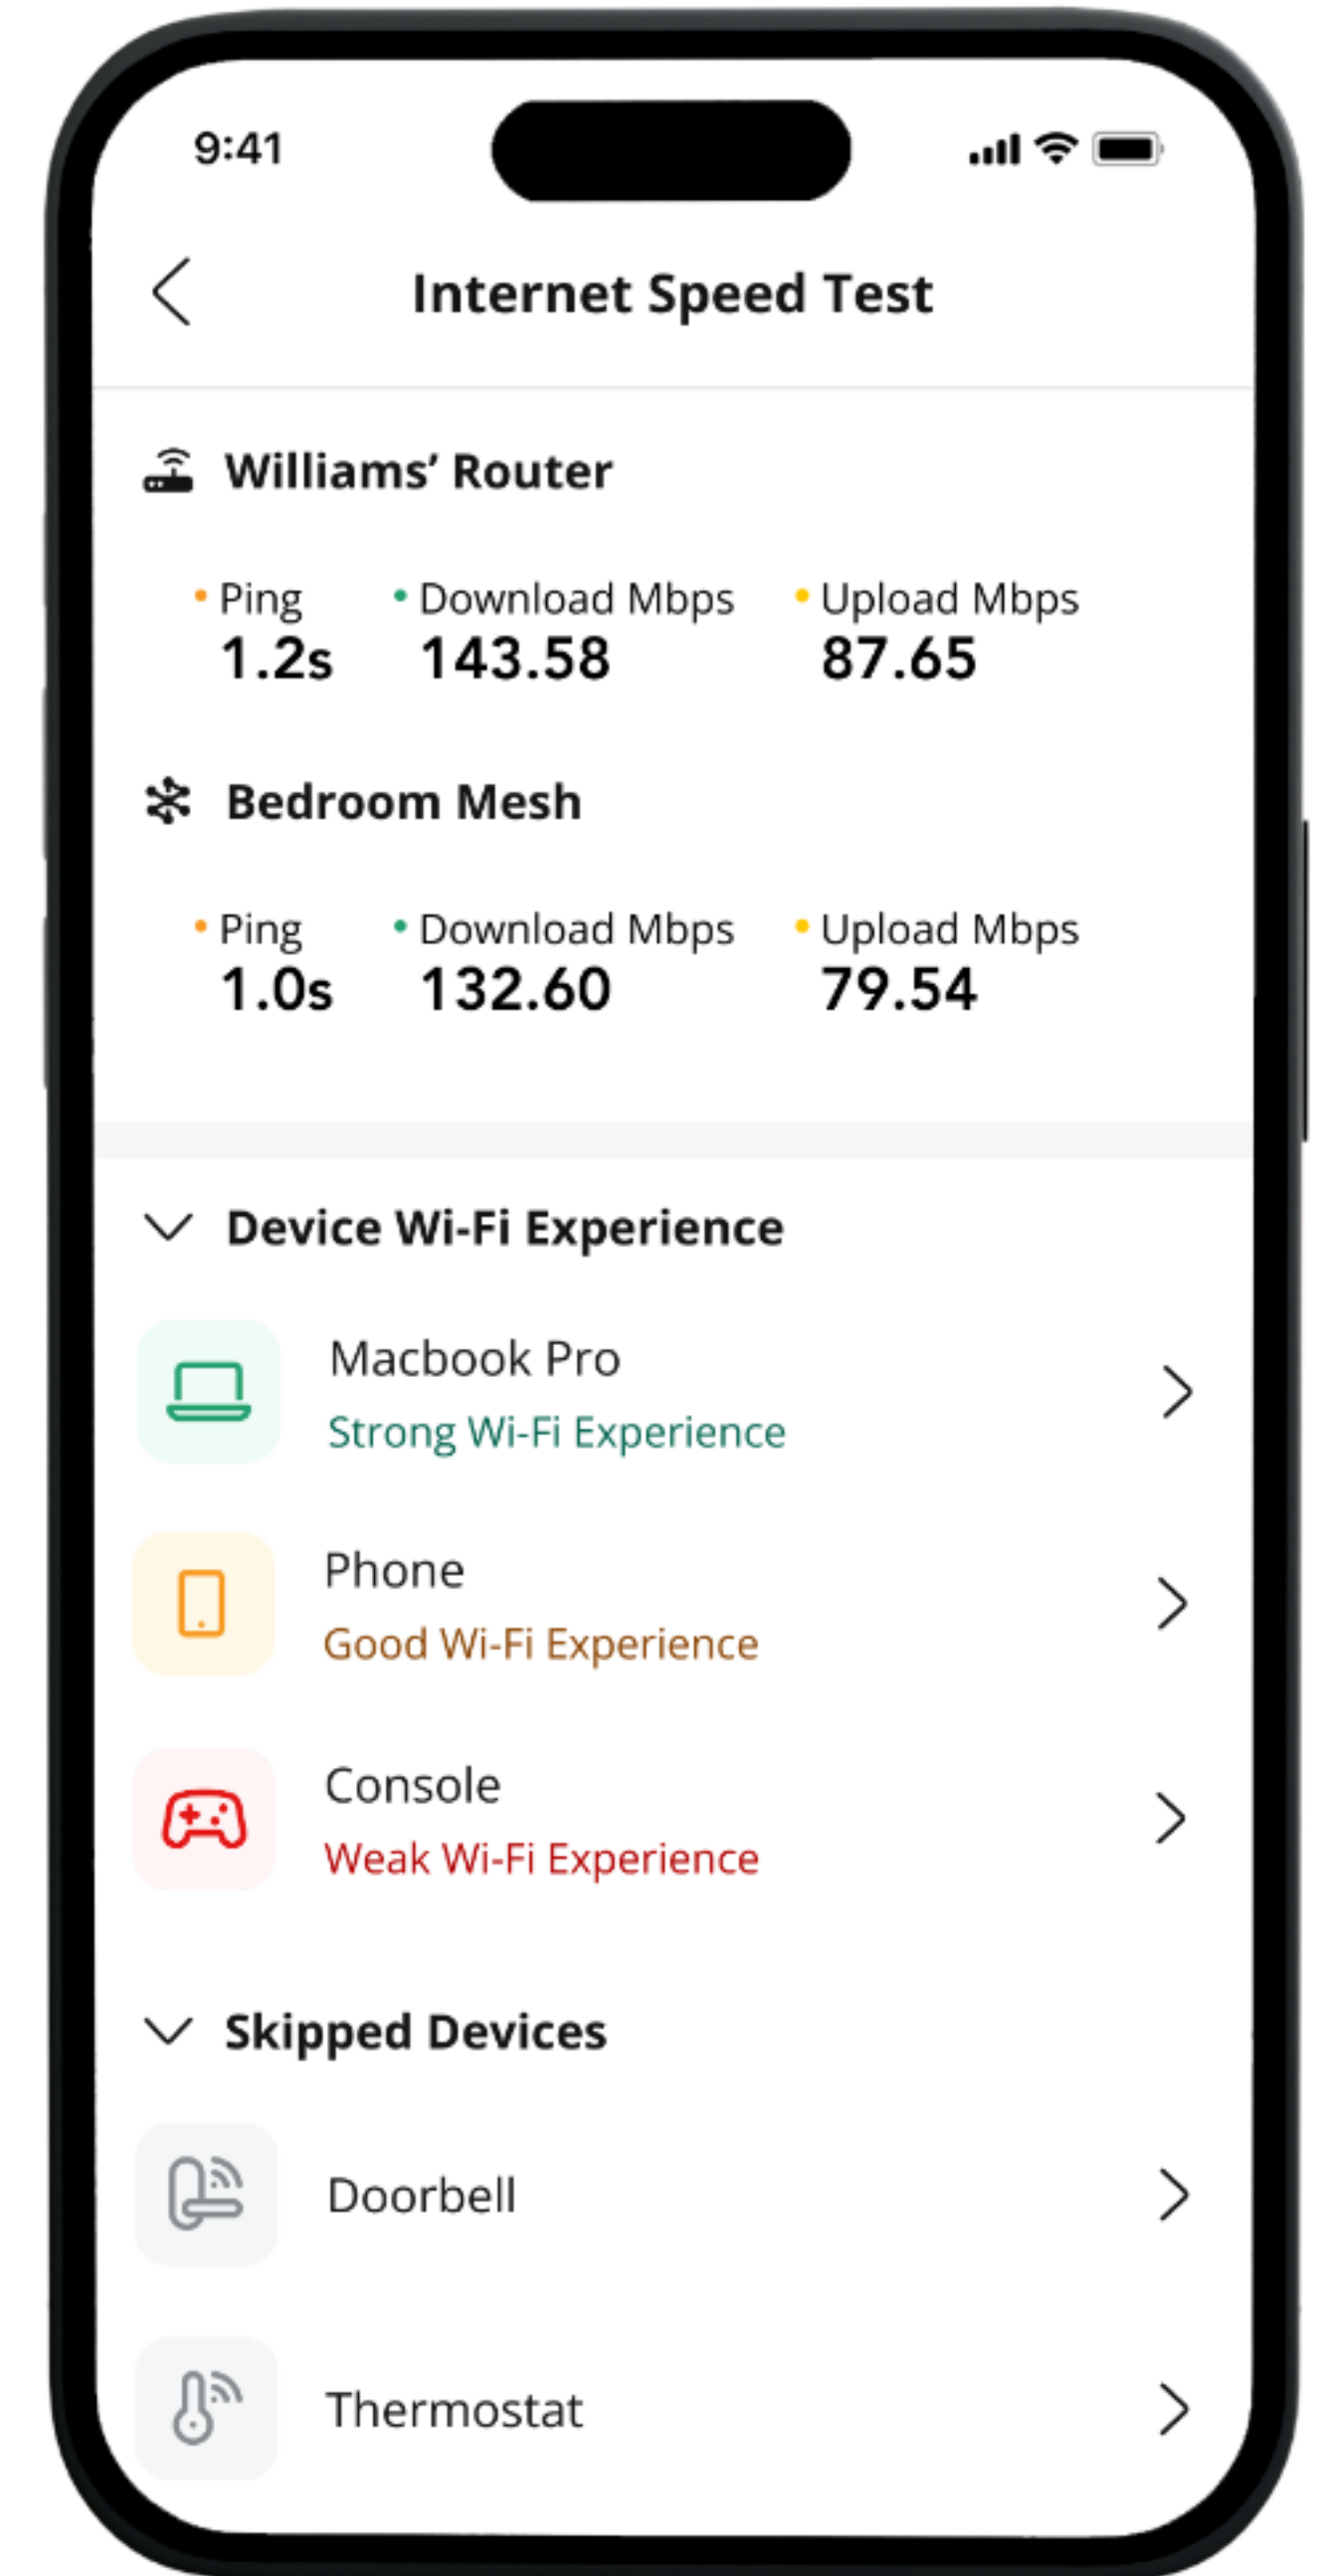 9:41
Internet Speed Test
Williams’ Router
Ping Download Mbps Upload Mbps
1.2s 143.58 87.65
Bedroom Mesh
Ping Download Mbps Upload Mbps
1.0s 132.60 79.54
Device Wi-Fi Experience
Macbook Pro
Strong Wi-Fi Experience
Phone
Good Wi-Fi Experience
Console
Weak Wi-Fi Experience
Skipped Devices
Doorbell
Thermostat